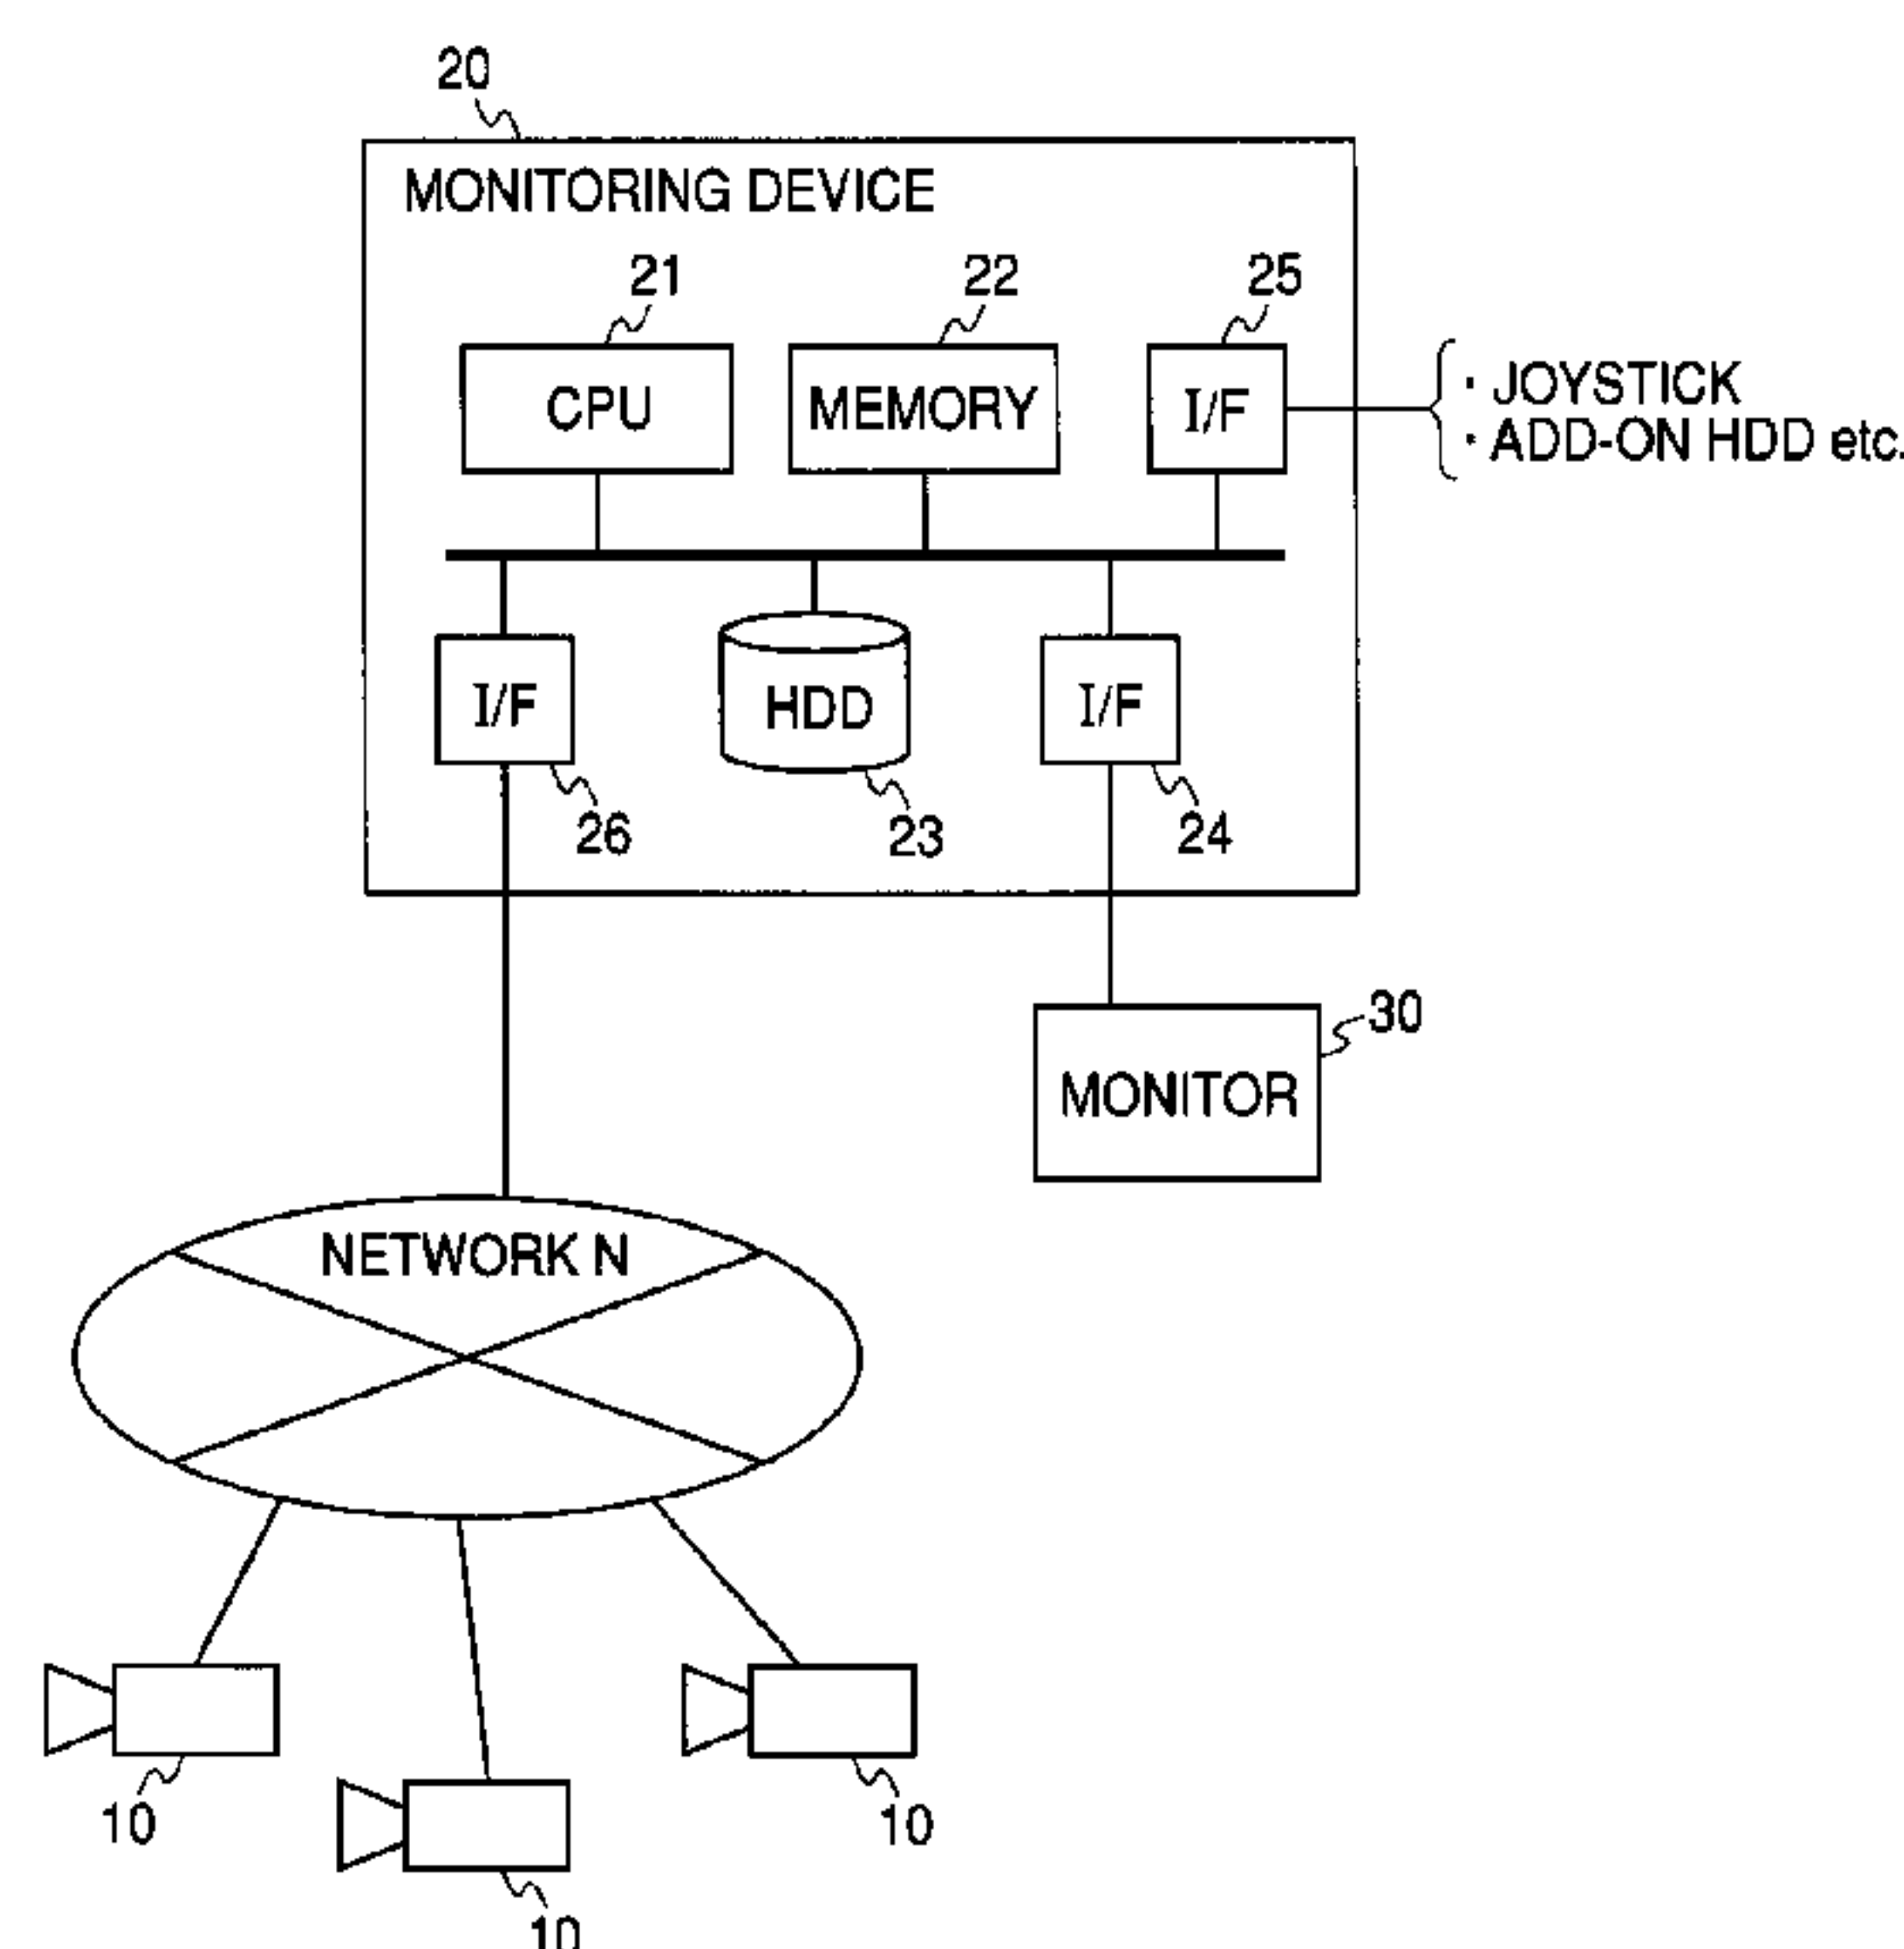 20
MONITORING DEVICE
21
22
25
CPU
MEMORY
I/F
· JOYSTICK
· ADD-ON HDD etc.
I/F
HDD
I/F
26
23
24
30
MONITOR
NETWORK N
10
10
10